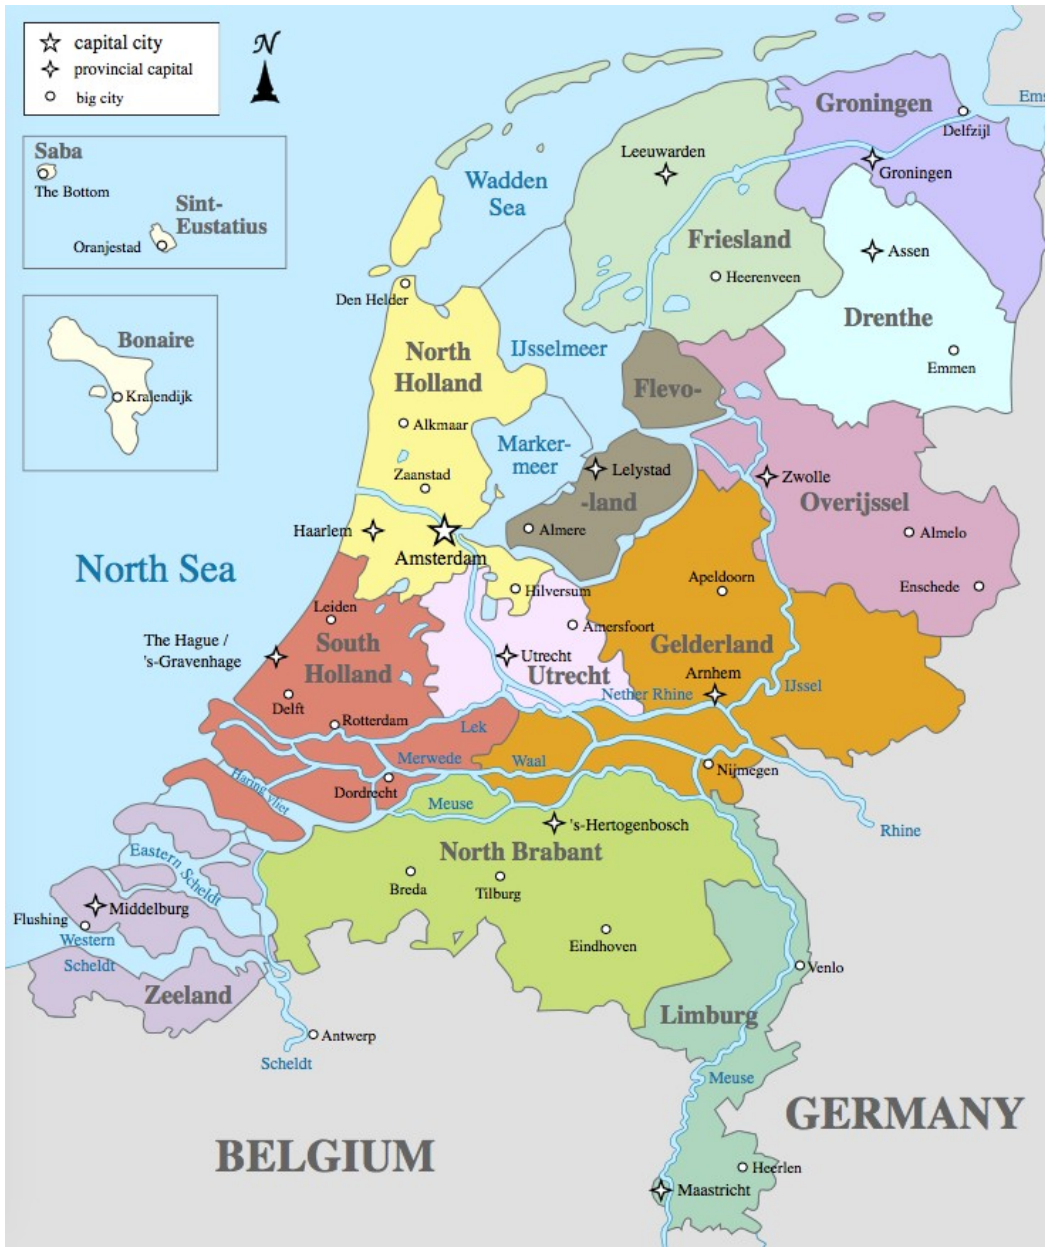 capital city
provincial capital
big city
N
Saba
The Bottom
Sint-
Eustatius
Oranjestad
Bonaire
Kralendijk
Groningen
Ems
Delfzijl
Leeuwarden
Groningen
Wadden
Sea
Friesland
Assen
Heerenveen
Den Helder
Drenthe
North
Holland
IJsselmeer
Emmen
Flevo-
Alkmaar
Marker-
meer
Lelystad
Zwolle
Zaanstad
-land
Overijssel
Haarlem
Almere
Almelo
Amsterdam
North Sea
Apeldoorn
Enschede
Hilversum
Leiden
Amersfoort
The Hague /
's-Gravenhage
South
Holland
Utrecht
Utrecht
Gelderland
Arnhem
IJssel
Nether Rhine
Delft
Rotterdam
Lek
Merwede
Waal
Nijmegen
Haring vliet
Dordrecht
Meuse
's-Hertogenbosch
Rhine
North Brabant
Eastern Scheldt
Breda
Tilburg
Middelburg
Flushing
Western
Scheldt
Eindhoven
Venlo
Zeeland
Limburg
Antwerp
Scheldt
Meuse
GERMANY
BELGIUM
Heerlen
Maastricht